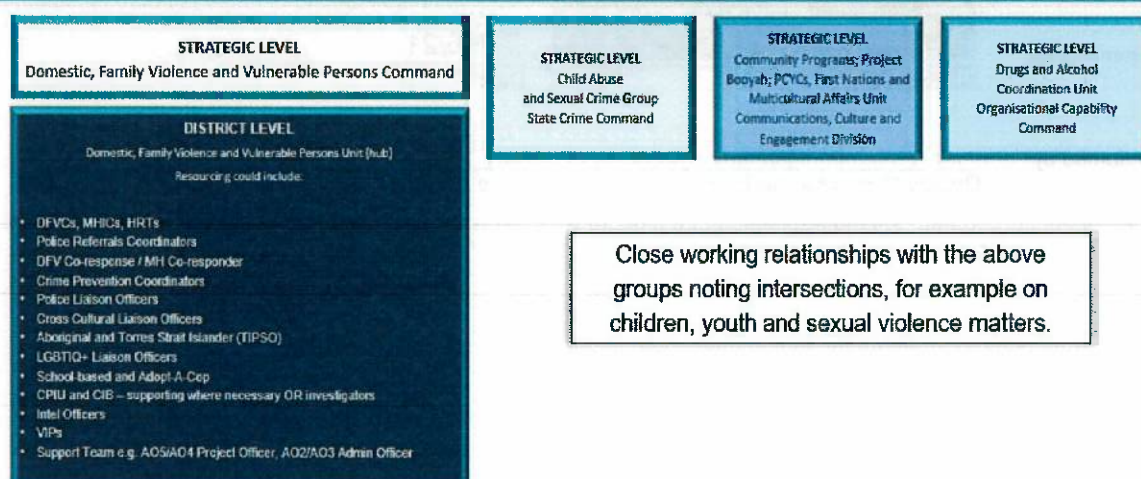 STRATEGIC LEVEL
Domestic, Family Violence and Vulnerable Persons Command
DISTRICT LEVEL
Domestic, Family Violence and Vulnerable Persons Unit (hub)
Resourcing could include:
• DFVCs, MHICs, HRTs
• Police Referrals Coordinators
• DFV Co-response / MH Co-responder
• Crime Prevention Coordinators
• Police Liaison Officers
• Cross Cultural Liaison Officers
• Aboriginal and Torres Strait Islander (TIPSO)
• LGBTIQ+ Liaison Officers
• School-based and Adopt-A-Cop
• CPIU and CIB – supporting where necessary OR investigators
• Intel Officers
• VIPs
• Support Team e.g. AO5/AO4 Project Officer, AO2/AO3 Admin Officer
STRATEGIC LEVEL
Child Abuse
and Sexual Crime Group
State Crime Command
STRATEGIC LEVEL
Community Programs; Project
Booyah; PCYCs, First Nations and
Multicultural Affairs Unit
Communications, Culture and
Engagement Division
STRATEGIC LEVEL
Drugs and Alcohol
Coordination Unit
Organisational Capability
Command
Close working relationships with the above
groups noting intersections, for example on
children, youth and sexual violence matters.